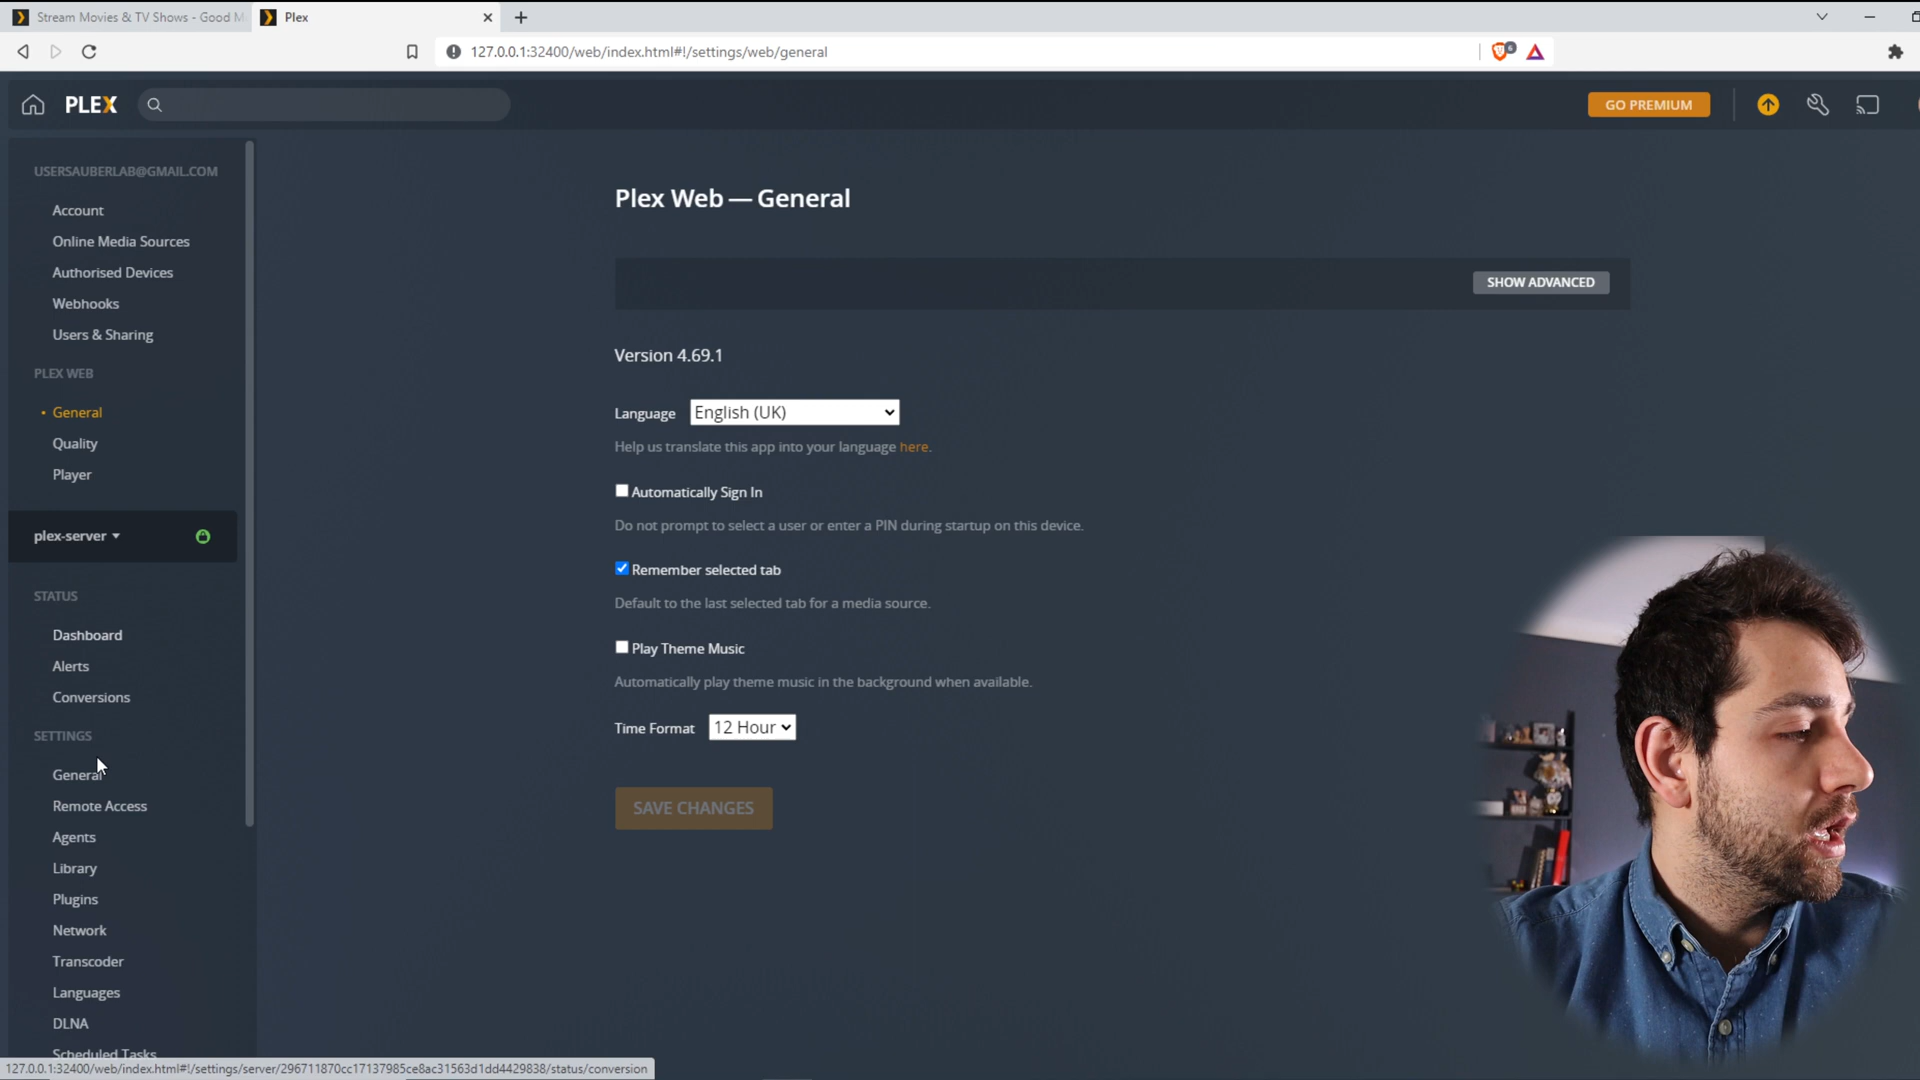 Stream Movies & TV Shows - Good M
Plex
127.0.0.1:32400/web/index.html#!/settings/web/general
6
PLEX
GO PREMIUM
USERSAUBERLAB@GMAIL.COM
Account
Online Media Sources
Authorised Devices
Webhooks
Users & Sharing
PLEX WEB
General
Quality
Player
plex-server
STATUS
Dashboard
Alerts
Conversions
SETTINGS
General
Remote Access
Agents
Library
Plugins
Network
Transcoder
Languages
DLNA
Scheduled Tasks
Plex Web — General
SHOW ADVANCED
Version 4.69.1
Language English (UK)
Help us translate this app into your language here.
Automatically Sign In
Do not prompt to select a user or enter a PIN during startup on this device.
Remember selected tab
Default to the last selected tab for a media source.
Play Theme Music
Automatically play theme music in the background when available.
Time Format 12 Hour
SAVE CHANGES
127.0.0.1:32400/web/index.html#!/settings/server/296711870cc17137985ce8ac31563d1dd4429838/status/conversion